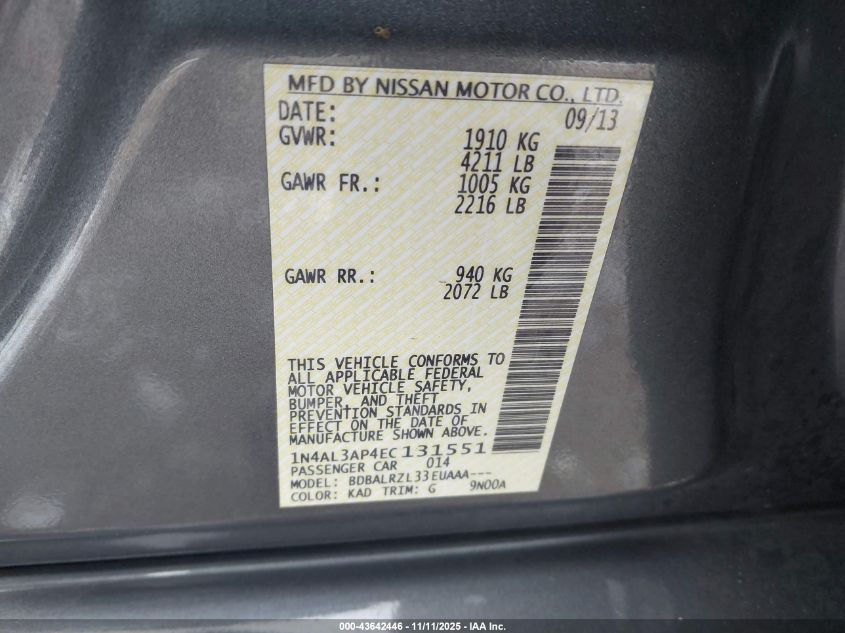 MFD BY NISSAN MOTOR CO., LTD.
DATE: 09/13
GVWR: 1910 KG
4211 LB
GAWR FR.: 1005 KG
2216 LB
GAWR RR.: 940 KG
2072 LB
THIS VEHICLE CONFORMS TO
ALL APPLICABLE FEDERAL
MOTOR VEHICLE SAFETY,
BUMPER, AND THEFT
PREVENTION STANDARDS IN
EFFECT ON THE DATE OF
MANUFACTURE SHOWN ABOVE.
1N4AL3AP4EC131551
PASSENGER CAR 014
MODEL: BDBALRZL33EUAAA---
COLOR: KAD TRIM: G 9N00A
000-43642446 - 11/11/2025 - IAA Inc.